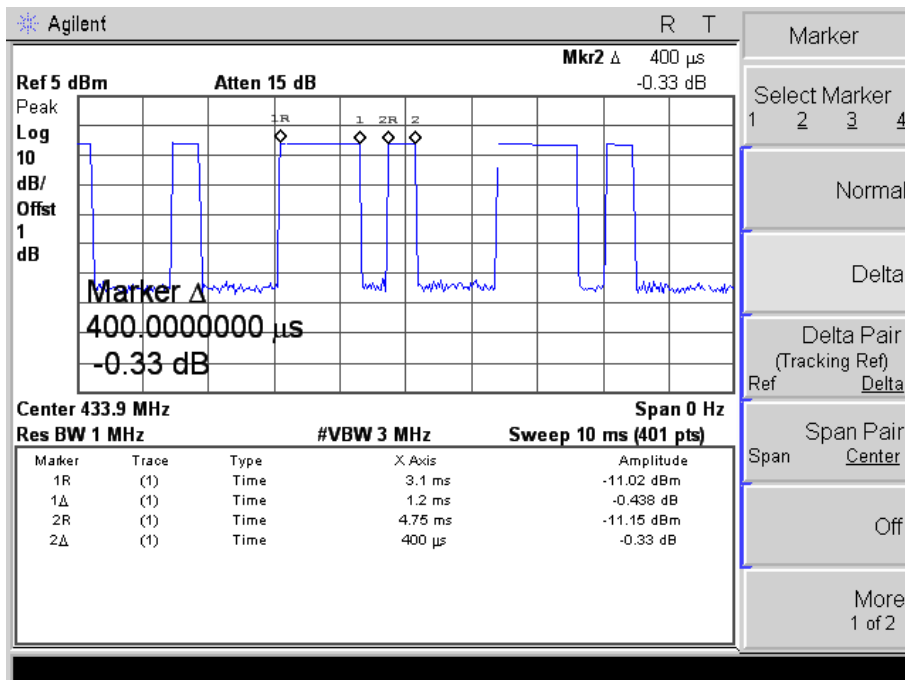 Agilent R T
Mkr2 Δ 400 µs
Ref 5 dBm Atten 15 dB -0.33 dB
Peak
Log
10
dB/
Offst
1
dB
1R 1 2R 2
Marker Δ
400.0000000 µs
-0.33 dB
Center 433.9 MHz Span 0 Hz
Res BW 1 MHz #VBW 3 MHz Sweep 10 ms (401 pts)
Marker Trace Type X Axis Amplitude
1R (1) Time 3.1 ms -11.02 dBm
1Δ (1) Time 1.2 ms -0.438 dB
2R (1) Time 4.75 ms -11.15 dBm
2Δ (1) Time 400 µs -0.33 dB
Marker
Select Marker
1 2 3 4
Normal
Delta
Delta Pair
(Tracking Ref)
Ref Delta
Span Pair
Span Center
Off
More
1 of 2